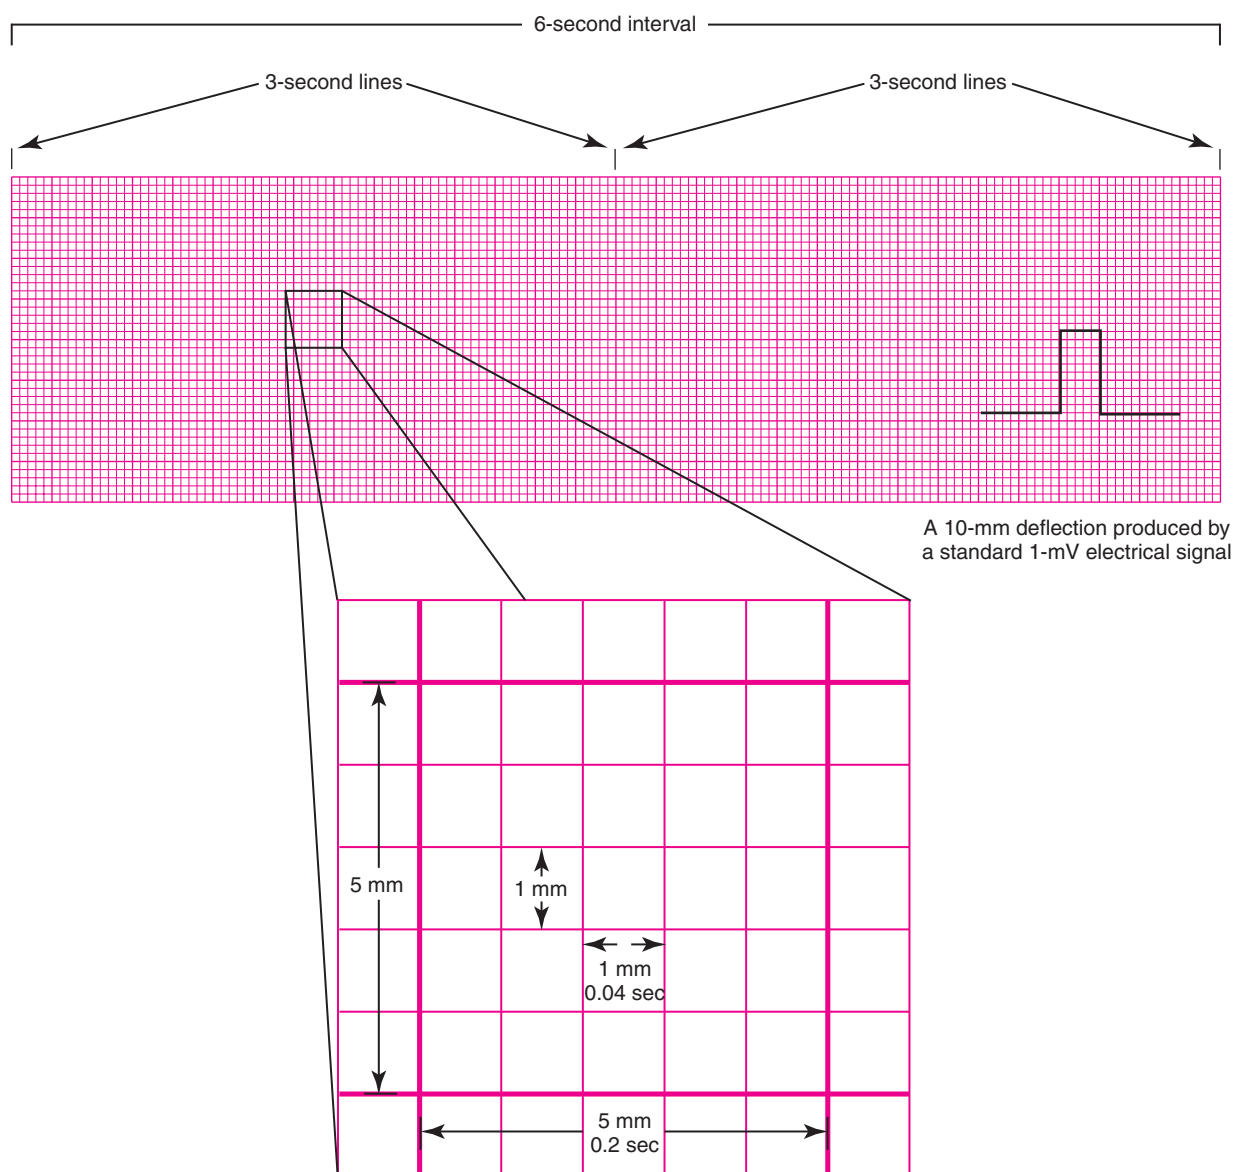 6-second interval
3-second lines
3-second lines
A 10-mm deflection produced by
a standard 1-mV electrical signal
5 mm
1 mm
1 mm
0.04 sec
5 mm
0.2 sec